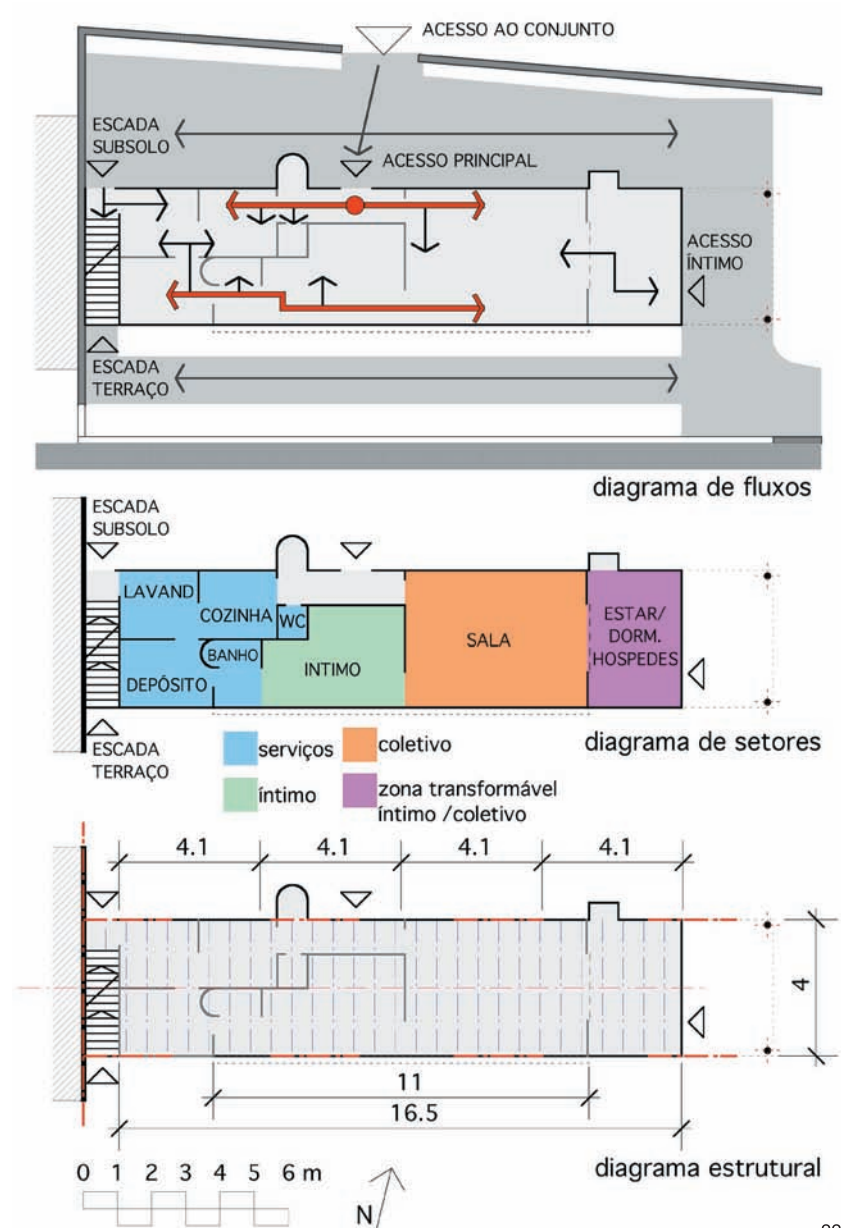 ACESSO AO CONJUNTO
ESCADA
SUBSOLO
ACESSO PRINCIPAL
ACESSO
ÍNTIMO
ESCADA
TERRAÇO
diagrama de fluxos
ESCADA
SUBSOLO
LAVAND
COZINHA
WC
BANHO
DEPÓSITO
INTIMO
SALA
ESTAR/
DORM.
HOSPEDES
ESCADA
TERRAÇO
diagrama de setores
serviços
coletivo
íntimo
zona transformável
íntimo /coletivo
4.1 4.1 4.1 4.1
4
11
16.5
diagrama estrutural
0 1 2 3 4 5 6 m
N